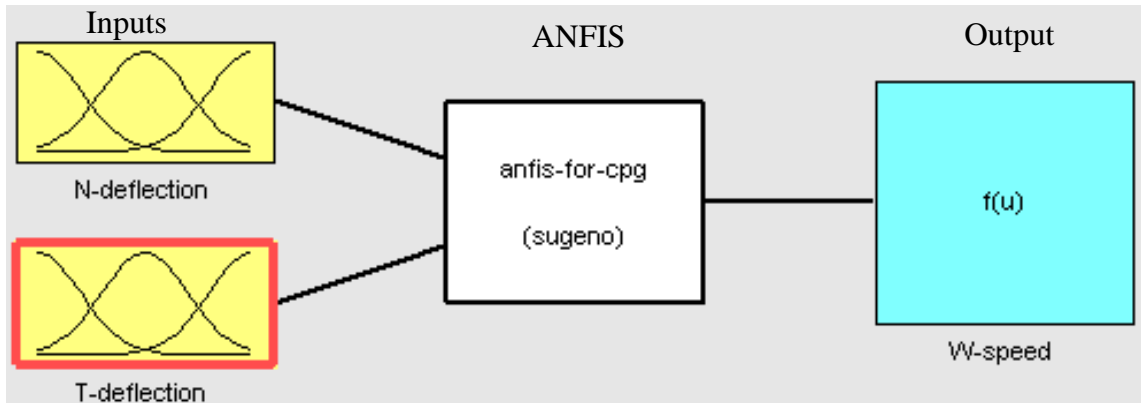 Inputs
ANFIS
Output
N-deflection
anfis-for-cpg
(sugeno)
f(u)
T-deflection
W-speed